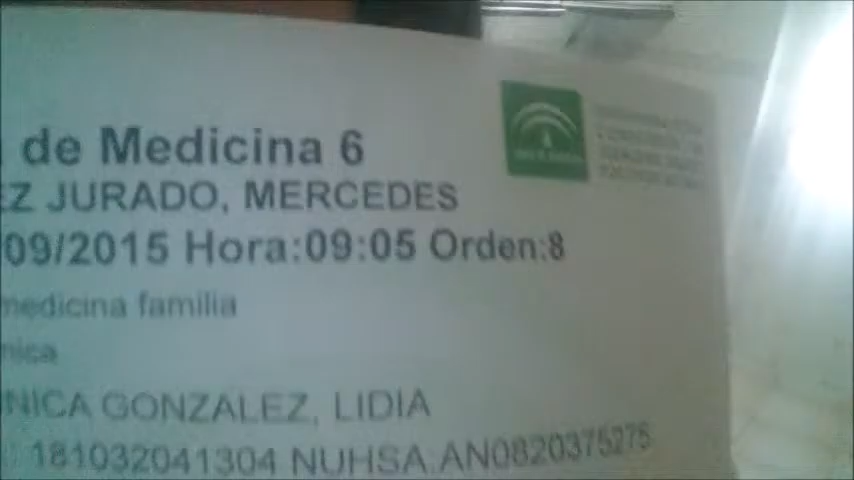 de Medicina 6
EZ JURADO, MERCEDES
09/2015 Hora:09:05 Orden:8
medicina familia
nica
NICA GONZALEZ, LIDIA
181032041304 NUHSA:AN0820375275